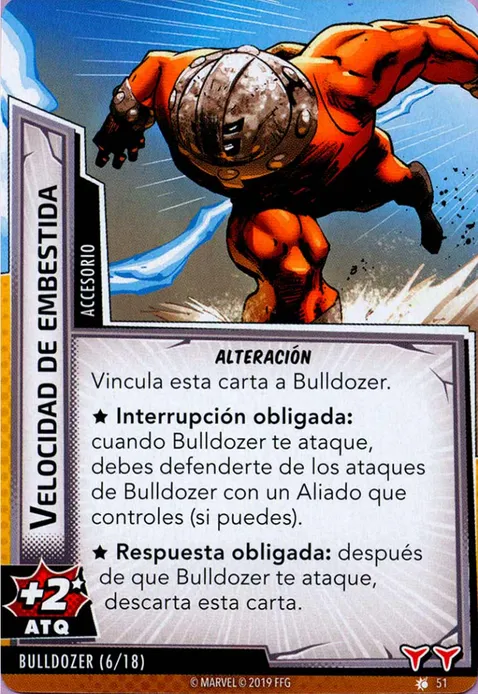 VELOCIDAD DE EMBESTIDA
ACCESORIO
ALTERACIÓN
Vincula esta carta a Bulldozer.
★ Interrupción obligada:
cuando Bulldozer te ataque,
debes defenderte de los ataques
de Bulldozer con un Aliado que
controles (si puedes).
★ Respuesta obligada: después
de que Bulldozer te ataque,
descarta esta carta.
+2★
ATQ
BULLDOZER (6/18)
© MARVEL © 2019 FFG
51